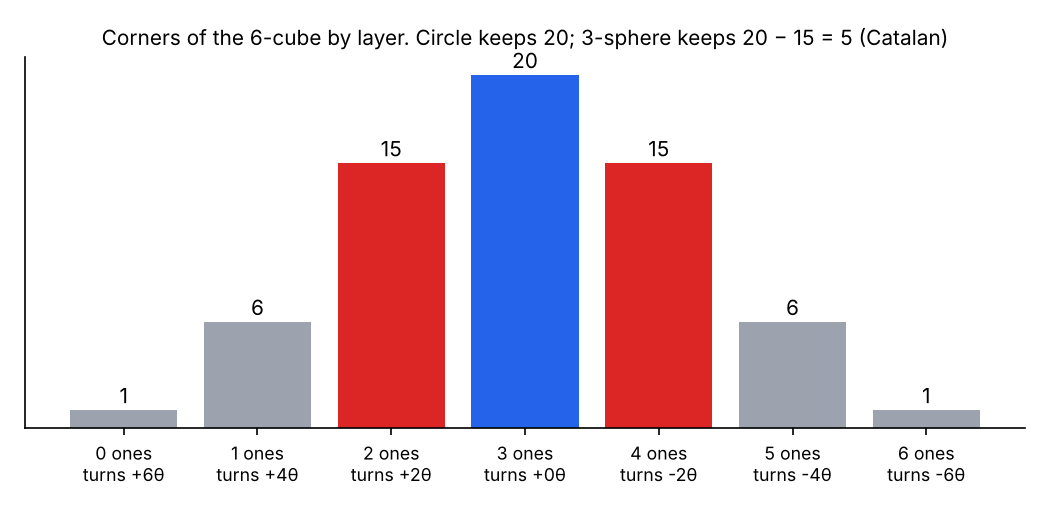 Corners of the 6-cube by layer. Circle keeps 20; 3-sphere keeps 20 − 15 = 5 (Catalan)
20
15
15
6
6
1
1
0 ones
turns +6θ
1 ones
turns +4θ
2 ones
turns +2θ
3 ones
turns +0θ
4 ones
turns -2θ
5 ones
turns -4θ
6 ones
turns -6θ